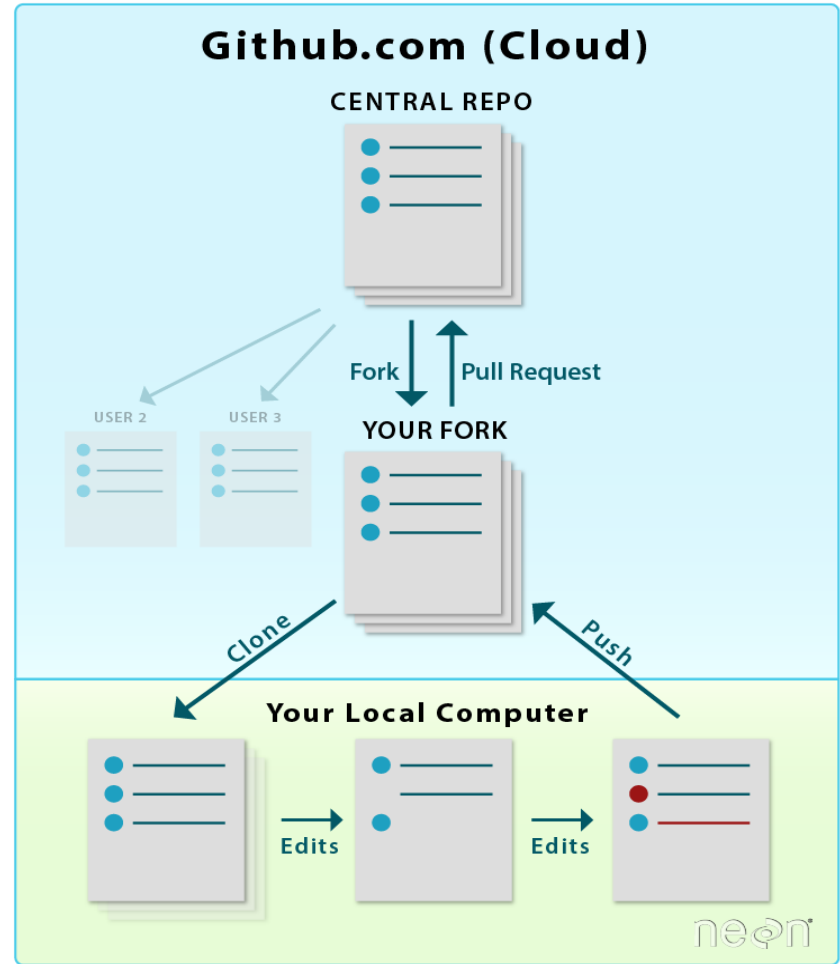 Github.com (Cloud)
CENTRAL REPO
Fork
Pull Request
USER 2
USER 3
YOUR FORK
Clone
Push
Your Local Computer
Edits
Edits
neon